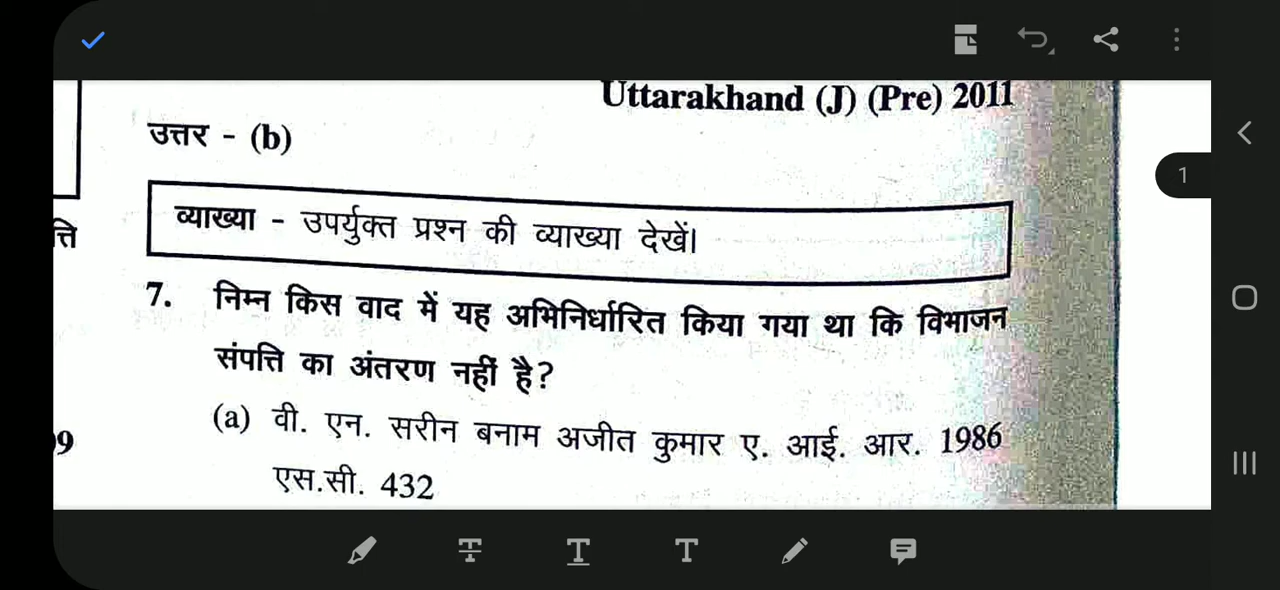 Uttarakhand (J) (Pre) 2011
उत्तर - (b)
व्याख्या - उपर्युक्त प्रश्न की व्याख्या देखें।
त्ति
7. निम्न किस वाद में यह अभिनिर्धारित किया गया था कि विभाजन
संपत्ति का अंतरण नहीं है?
(a) वी. एन. सरीन बनाम अजीत कुमार ए. आई. आर. 1986
9
एस.सी. 432
1